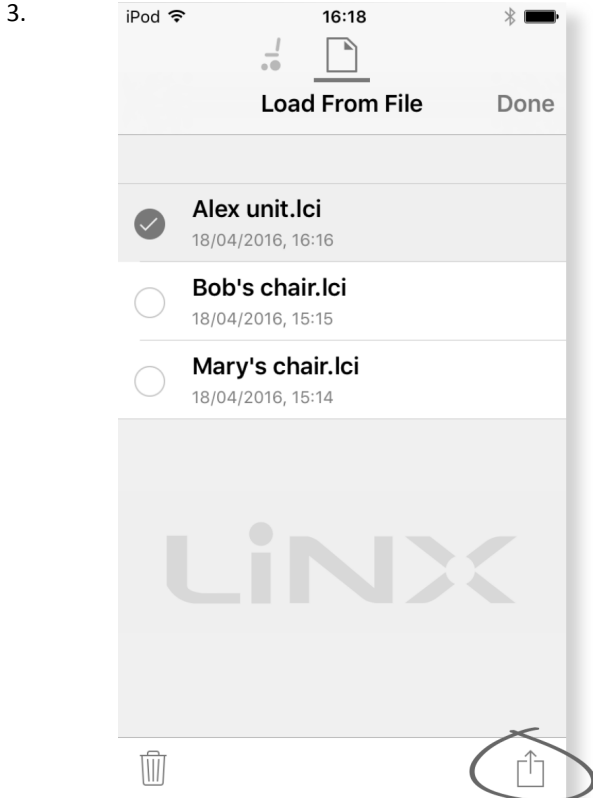 3.
iPod 16:18
Load From File Done
Alex unit.lci
18/04/2016, 16:16
Bob's chair.lci
18/04/2016, 15:15
Mary's chair.lci
18/04/2016, 15:14
LiNX